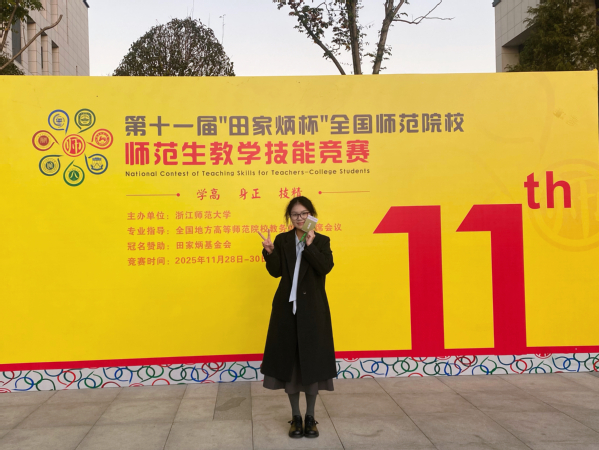 第十一届"田家炳杯"全国师范院校
师范生教学技能竞赛
National Contest of Teaching Skills for Teachers-College Students
学高 身正 技精
主办单位：浙江师范大学
专业指导：全国地方高等师范院校教务 会议
冠名赞助：田家炳基金会
竞赛时间：2025年11月28-30
11th